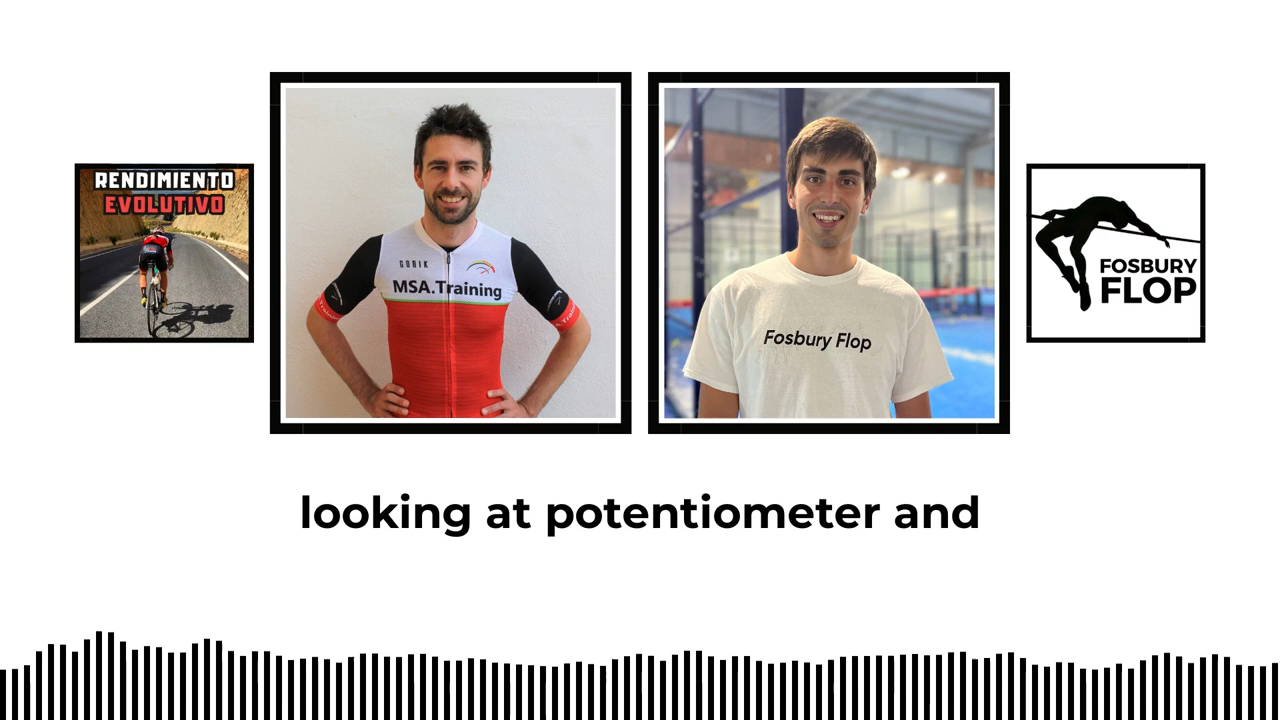 RENDIMIENTO
EVOLUTIVO
GOBIK
MSA.Training
Fosbury Flop
FOSBURY
FLOP
looking at potentiometer and